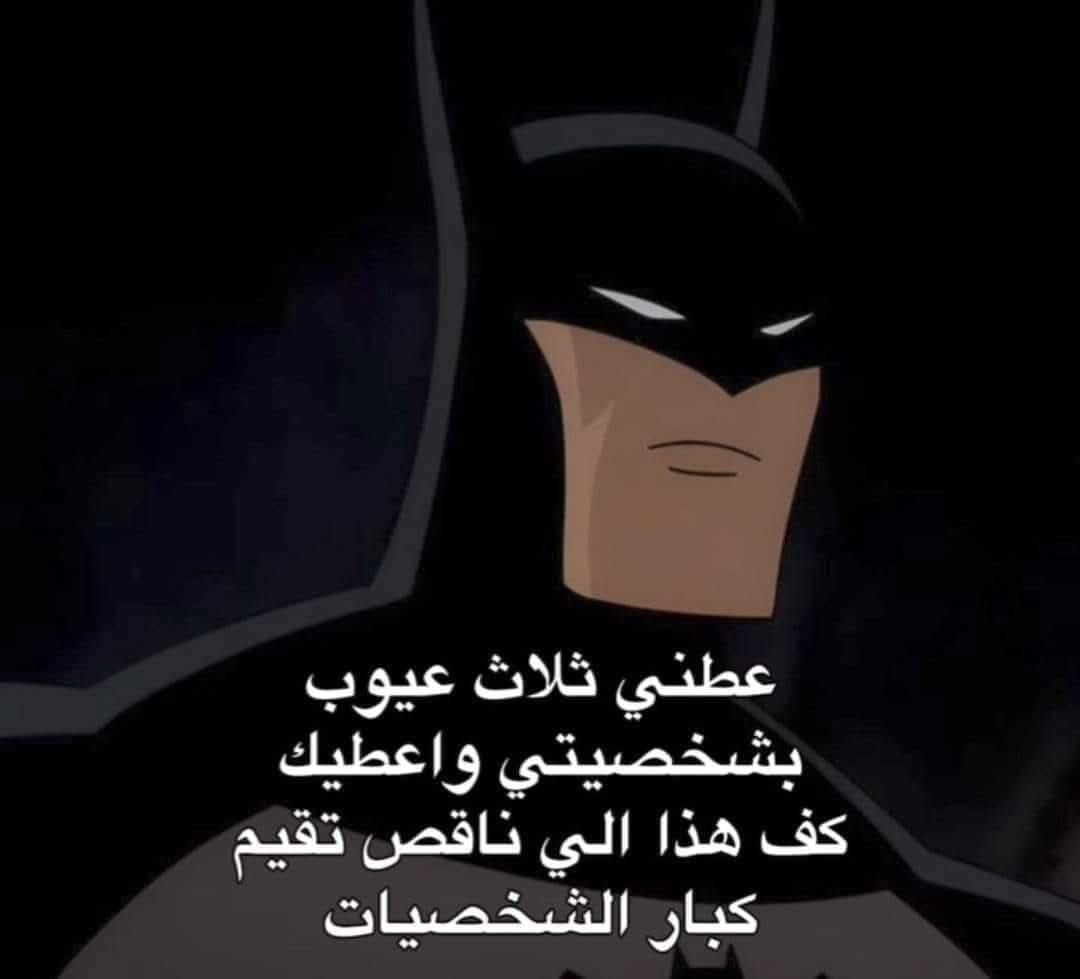 عطني ثلاث عيوب
بشخصيتي واعطيك
كف هذا الي ناقص تقيم
كبار الشخصيات